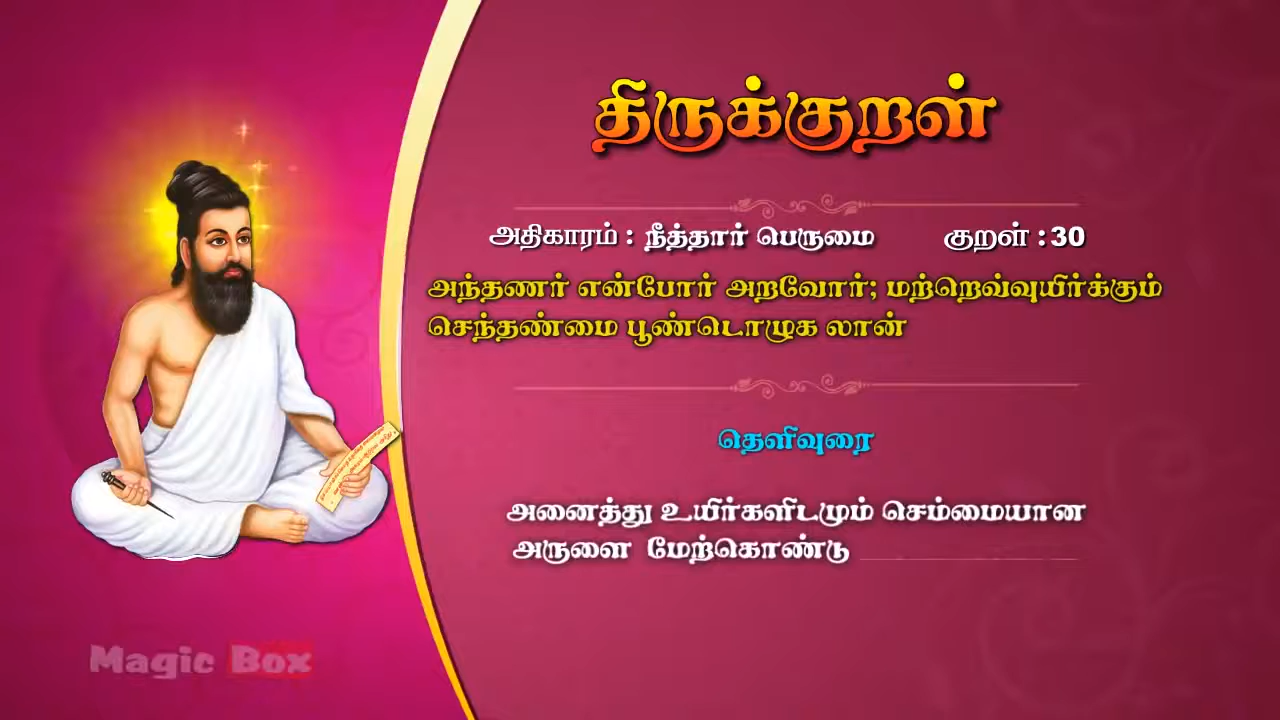 திருக்குறள்
அதிகாரம் : நீத்தார் பெருமை குறள் : 30
அந்தணர் என்போர் அறவோர்; மற்றெவ்வுயிர்க்கும்
செந்தண்மை பூண்டொழுக லான்
தெளிவுரை
அனைத்து உயிர்களிடமும் செம்மையான
அருளை மேற்கொண்டு
Magic Box